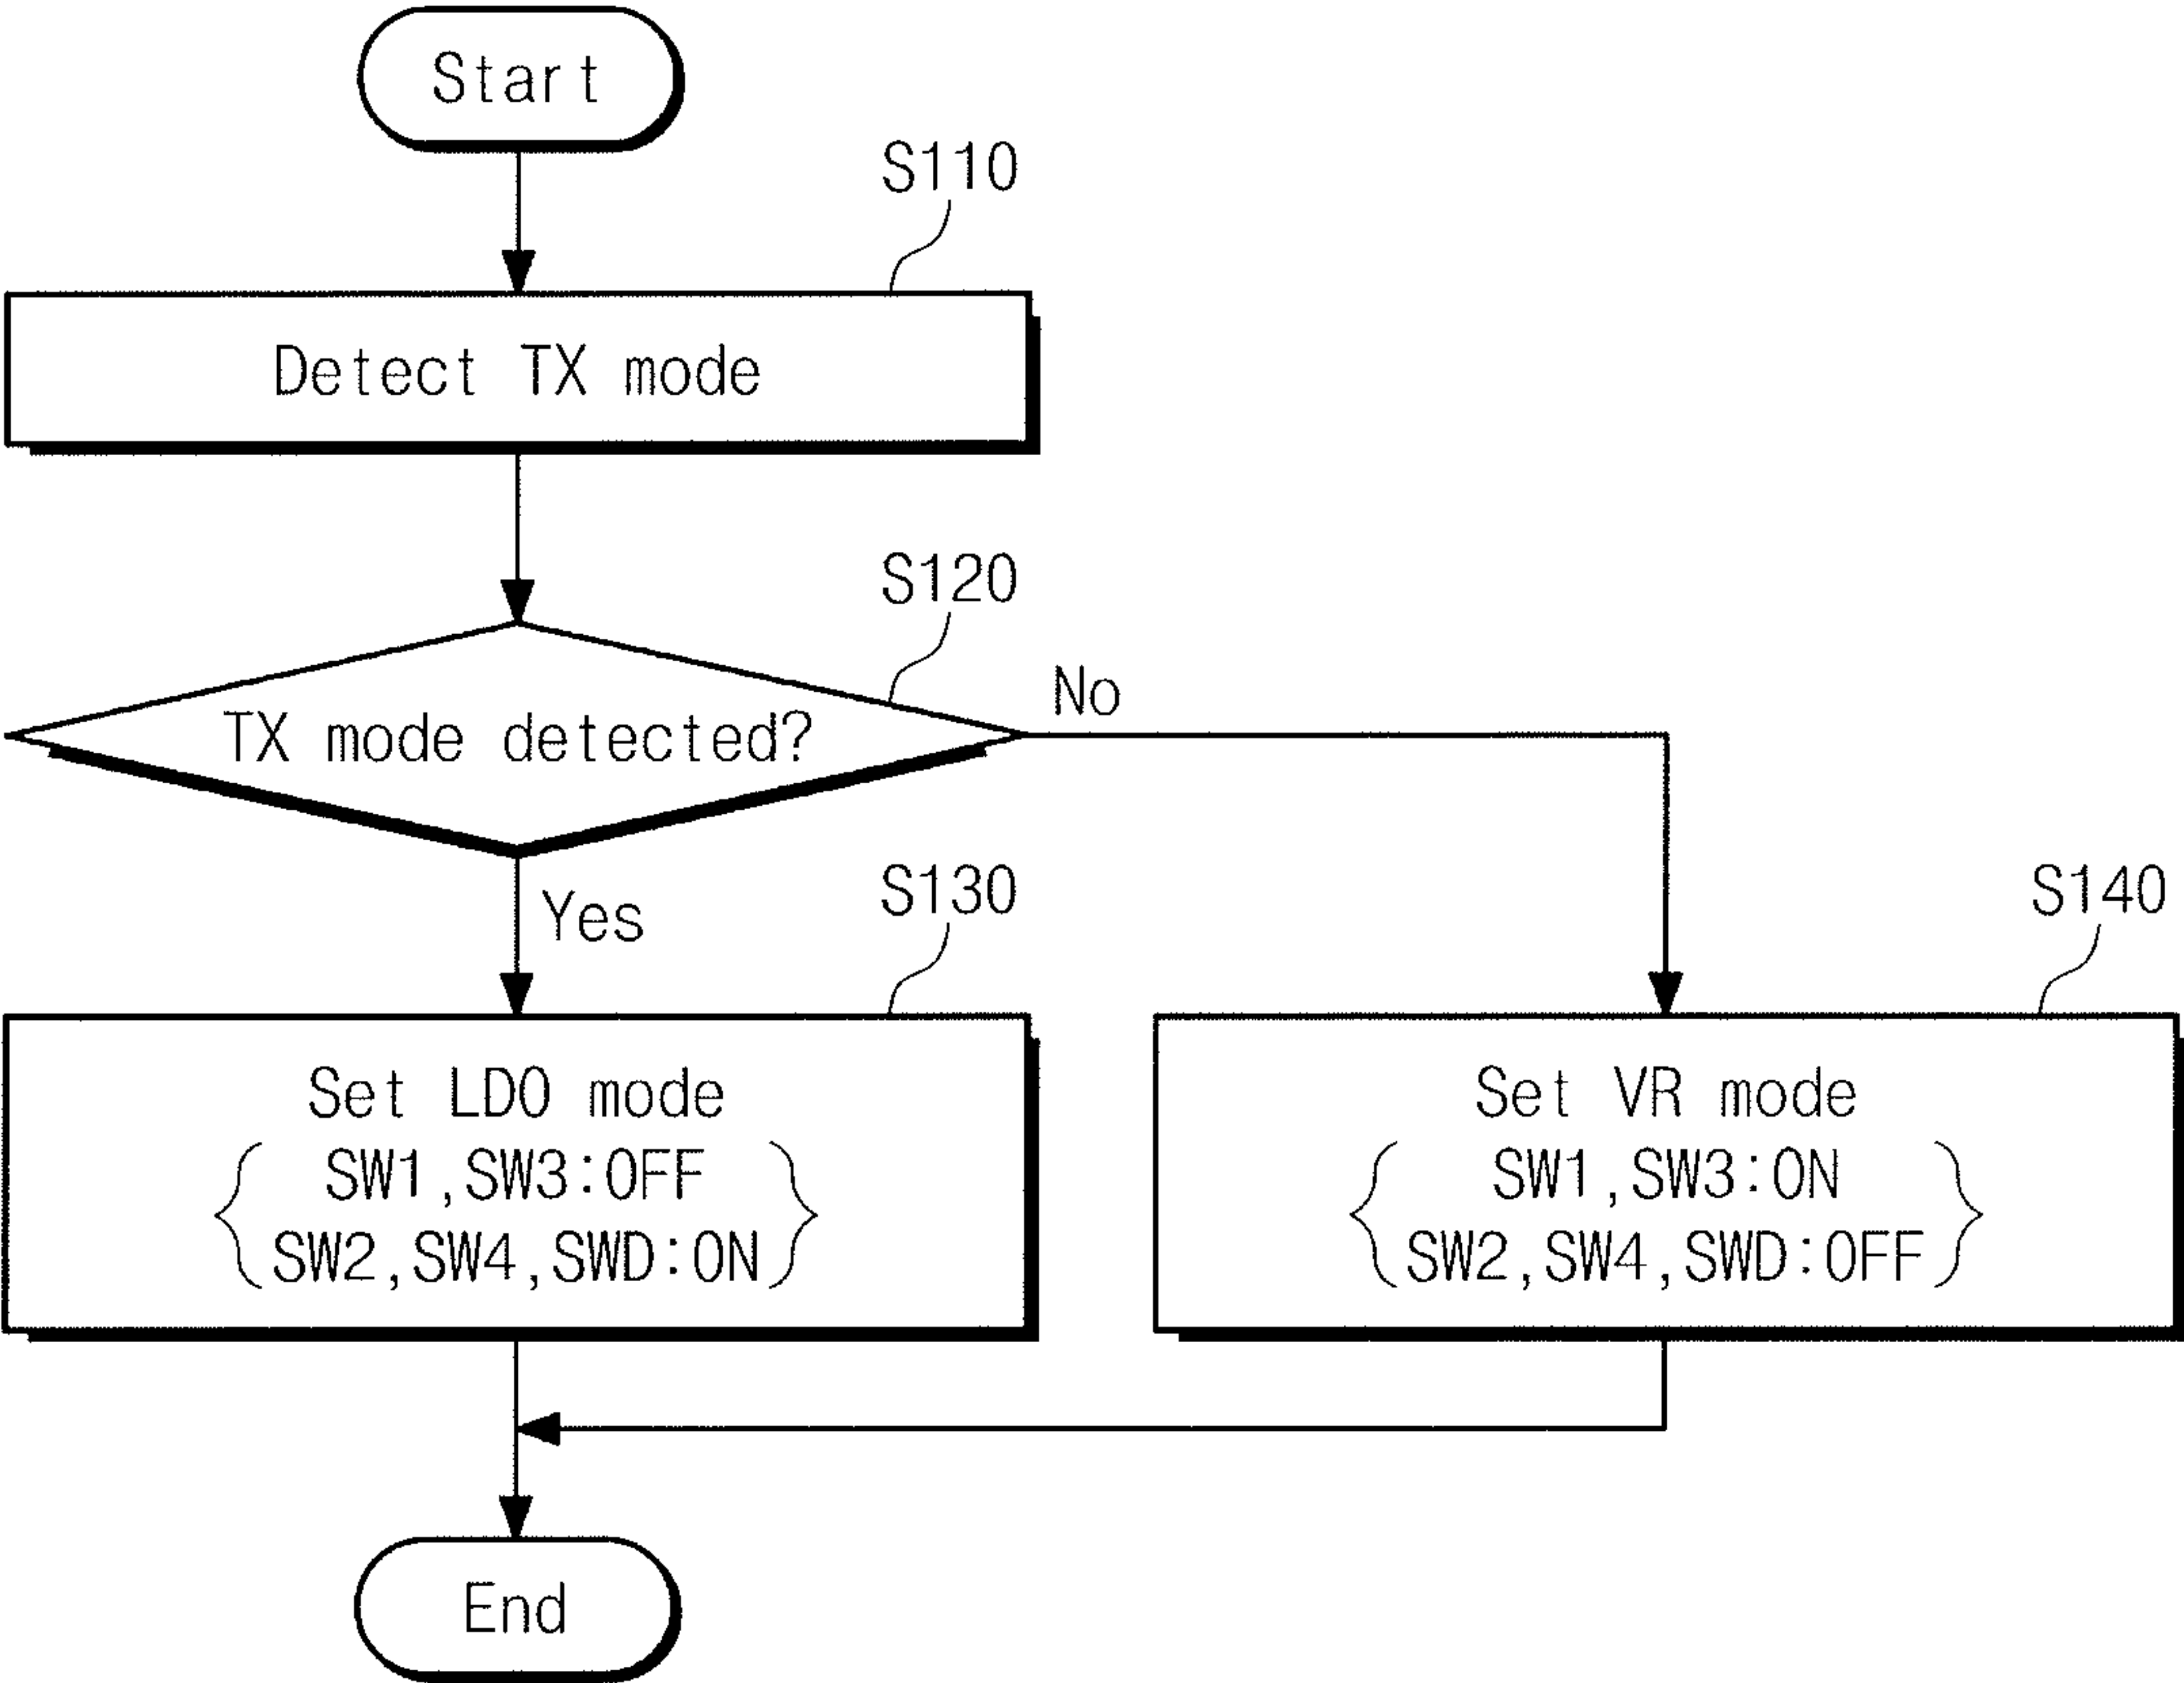 Start
S110
Detect TX mode
S120
TX mode detected?
No
Yes
S130
Set LDO mode
SW1,SW3:OFF
SW2,SW4,SWD:ON
S140
Set VR mode
SW1,SW3:ON
SW2,SW4,SWD:OFF
End